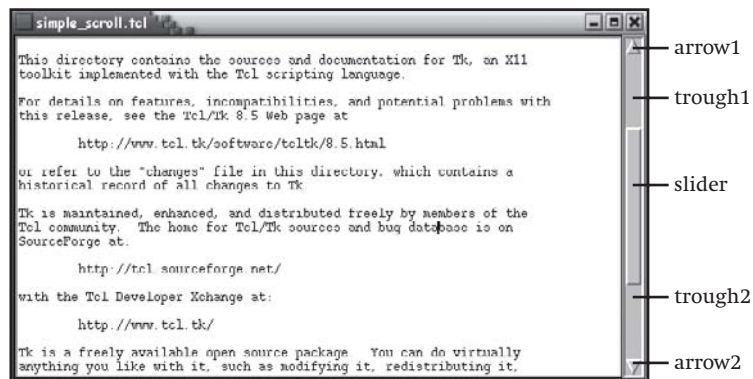 simple_scroll.tcl
This directory contains the sources and documentation for Tk, an X11
toolkit implemented with the Tcl scripting language.
For details on features, incompatibilities, and potential problems with
this release, see the Tcl/Tk 8.5 Web page at
http://www.tcl.tk/software/tcltk/8.5.html
or refer to the "changes" file in this directory, which contains a
historical record of all changes to Tk.
Tk is maintained, enhanced, and distributed freely by members of the
Tcl community. The home for Tcl/Tk sources and bug database is on
SourceForge at:
http://tcl.sourceforge.net/
with the Tcl Developer Xchange at:
http://www.tcl.tk/
Tk is a freely available open source package. You can do virtually
anything you like with it, such as modifying it, redistributing it,
arrow1
trough1
slider
trough2
arrow2